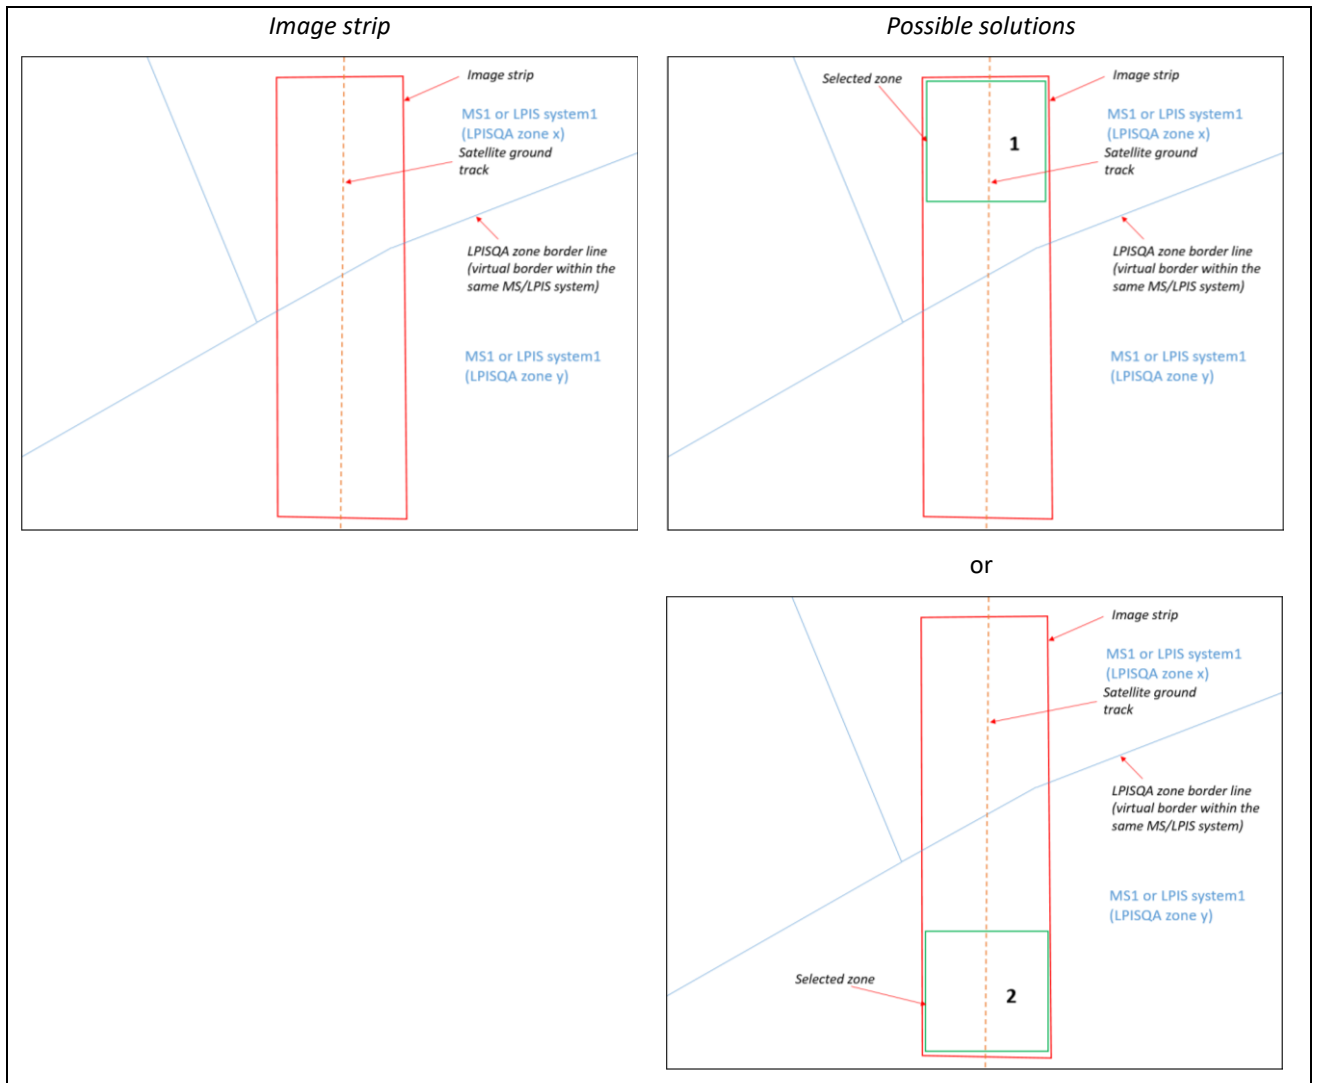 Image strip
Possible solutions
Image strip
MS1 or LPIS system1
(LPISQA zone x)
Satellite ground
track
LPISQA zone border line
(virtual border within the
same MS/LPIS system)
MS1 or LPIS system1
(LPISQA zone y)
Selected zone
Image strip
MS1 or LPIS system1
(LPISQA zone x)
1
Satellite ground
track
LPISQA zone border line
(virtual border within the
same MS/LPIS system)
MS1 or LPIS system1
(LPISQA zone y)
or
Image strip
MS1 or LPIS system1
(LPISQA zone x)
Satellite ground
track
LPISQA zone border line
(virtual border within the
same MS/LPIS system)
MS1 or LPIS system1
(LPISQA zone y)
Selected zone
2